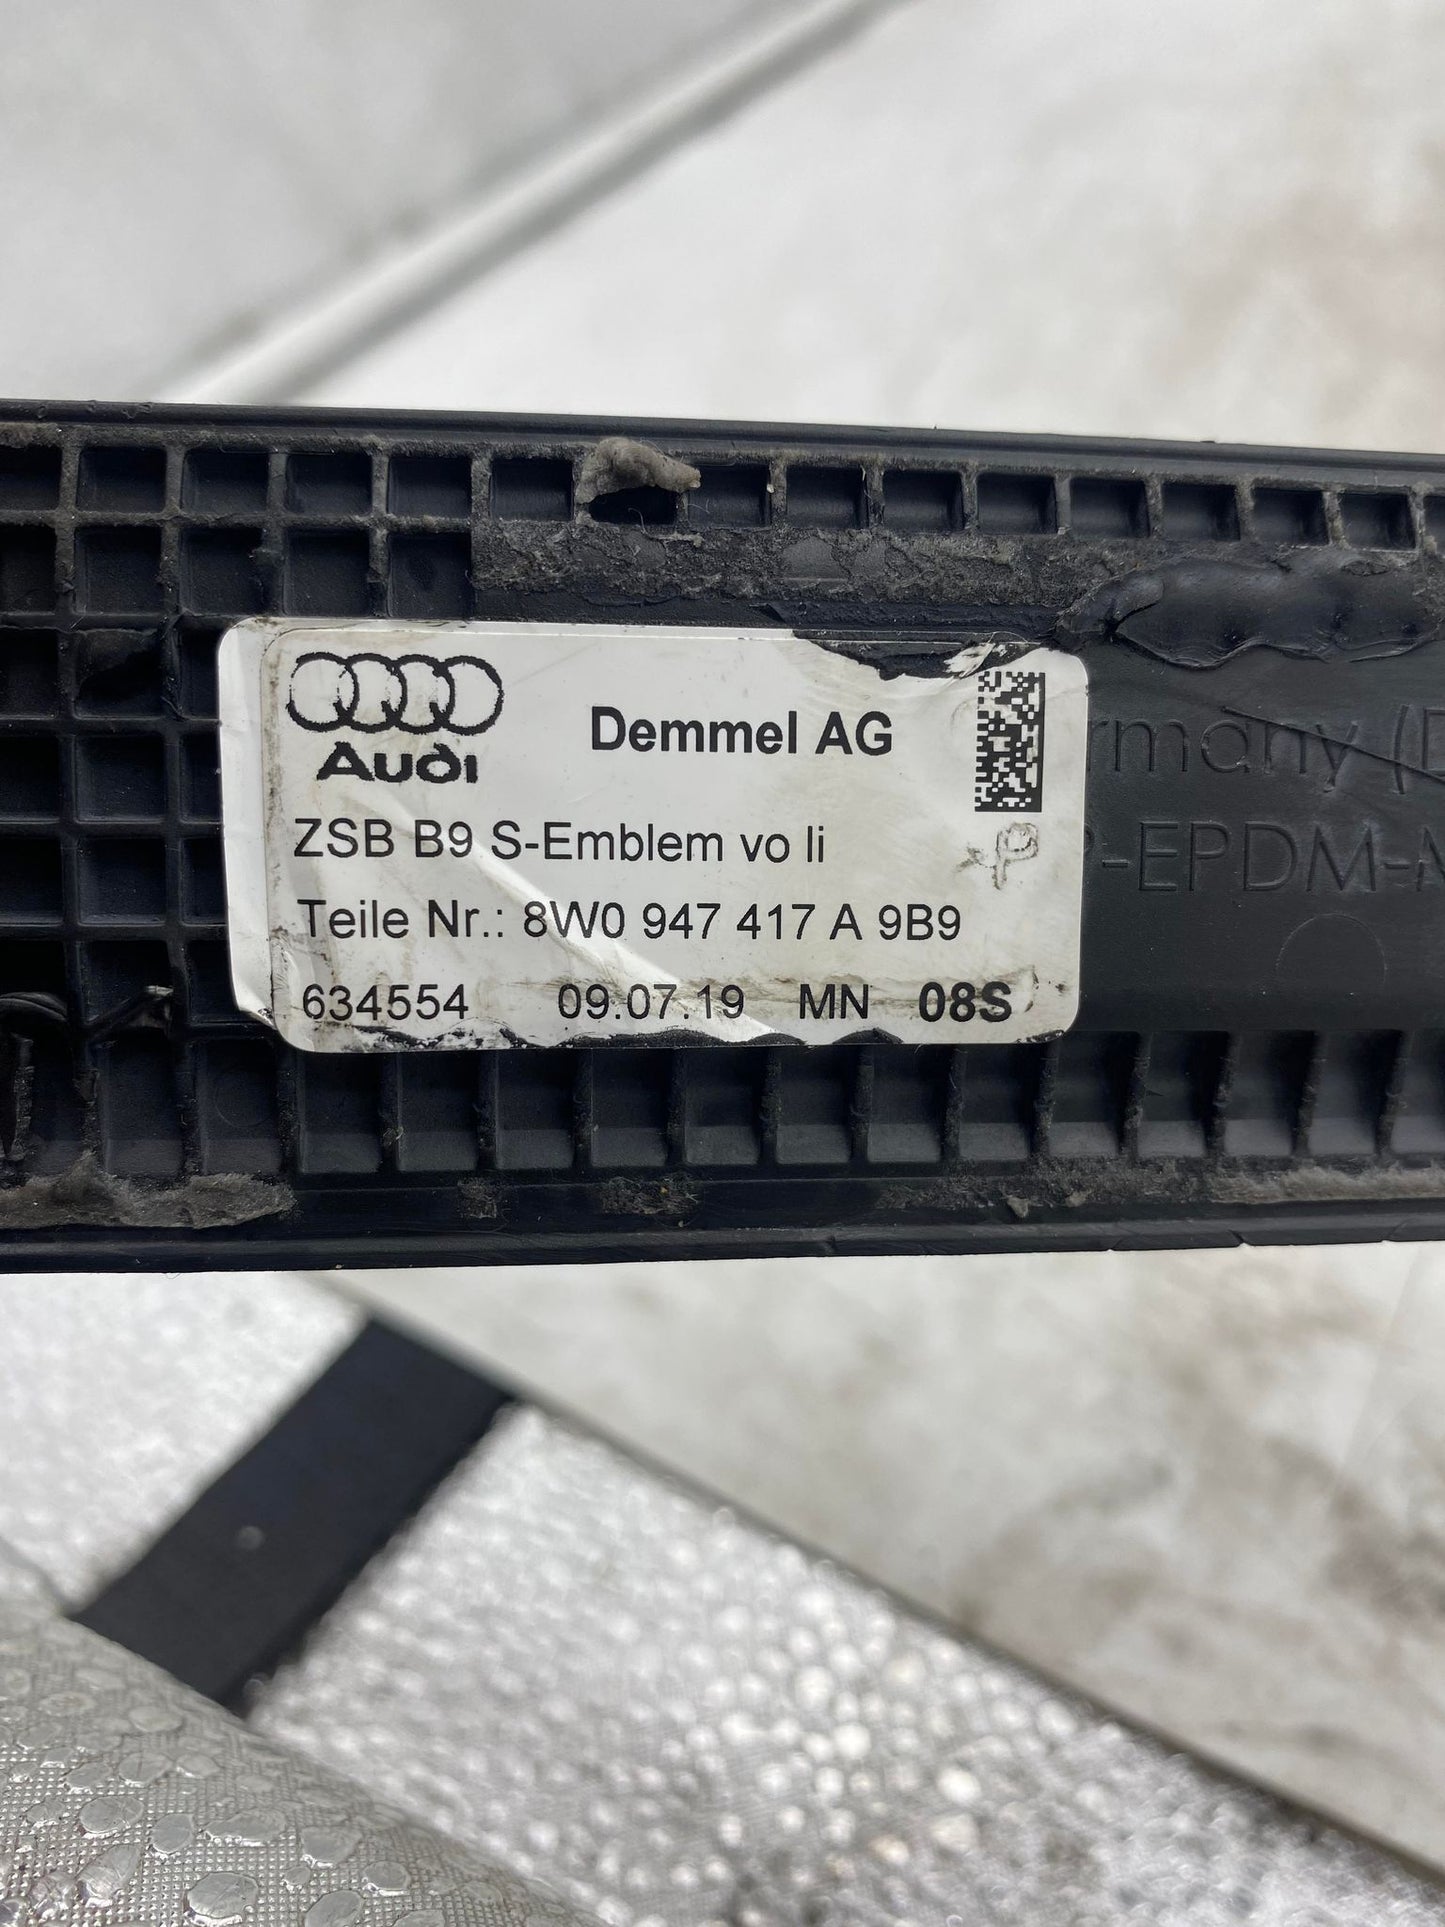 Audi
Demmel AG
ZSB B9 S-Emblem vo li
Teile Nr.: 8W0 947 417 A 9B9
634554 09.07.19 MN 08S
rmany (D
P-EPDM-M